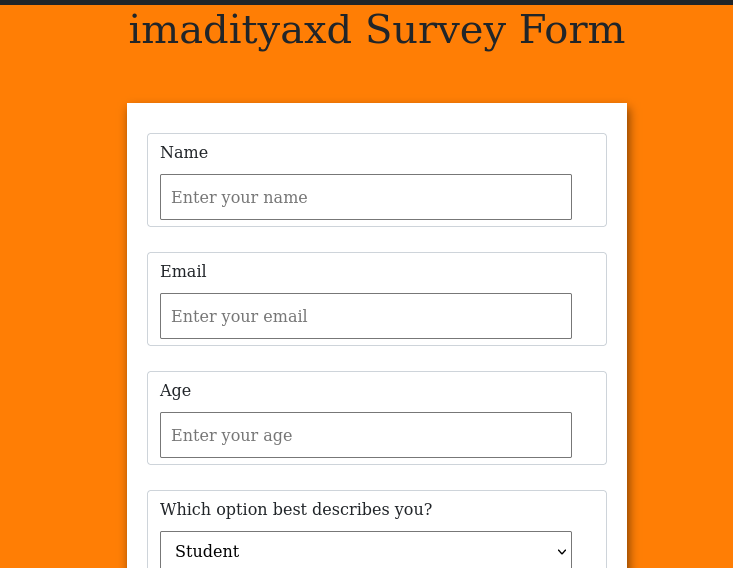 imadityaxd Survey Form
Name
Enter your name
Email
Enter your email
Age
Enter your age
Which option best describes you?
Student